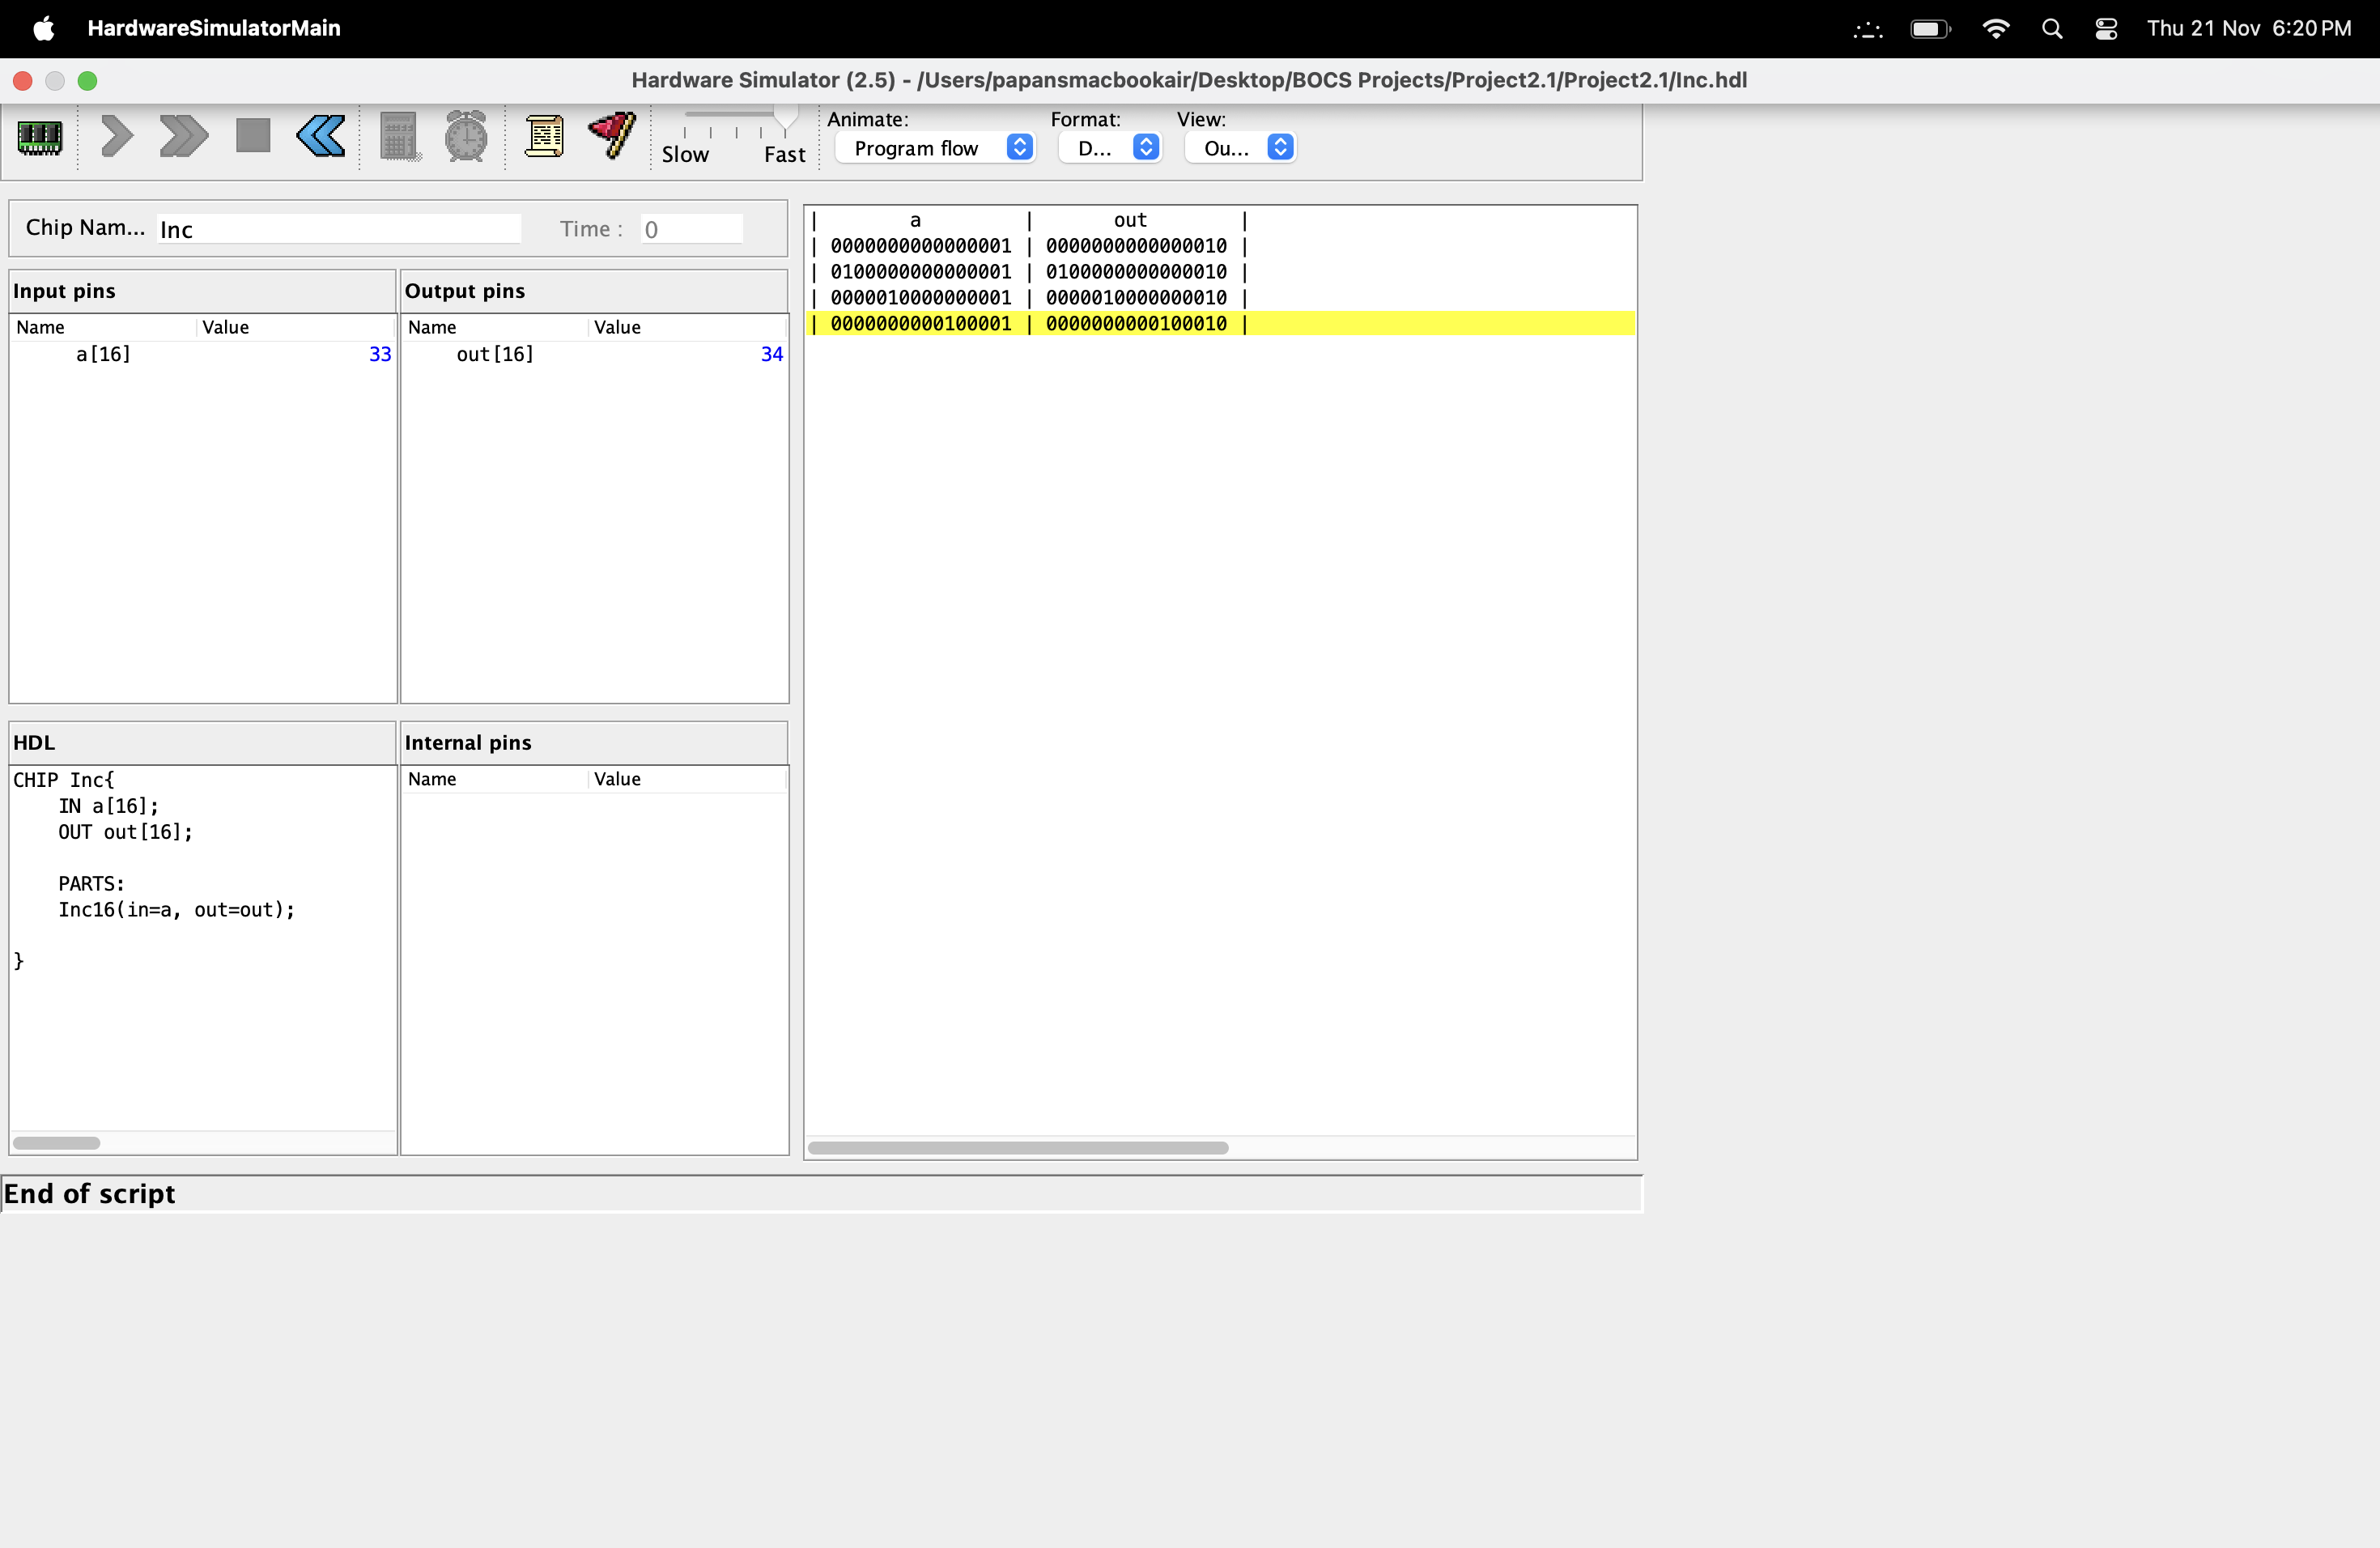 HardwareSimulatorMain
Thu 21 Nov 6:20 PM
Hardware Simulator (2.5) - /Users/papansmacbookair/Desktop/BOCS Projects/Project2.1/Project2.1/Inc.hdl
Slow Fast
Animate: Format: View:
Program flow D... Ou...
Chip Nam... Inc Time : 0
Input pins
Name Value
a[16] 33
Output pins
Name Value
out[16] 34
HDL
CHIP Inc{
    IN a[16];
    OUT out[16];
    PARTS:
    Inc16(in=a, out=out);
}
Internal pins
Name Value
| a | out |
| 0000000000000001 | 0000000000000010 |
| 0100000000000001 | 0100000000000010 |
| 0000010000000001 | 0000010000000010 |
| 0000000000100001 | 0000000000100010 |
End of script